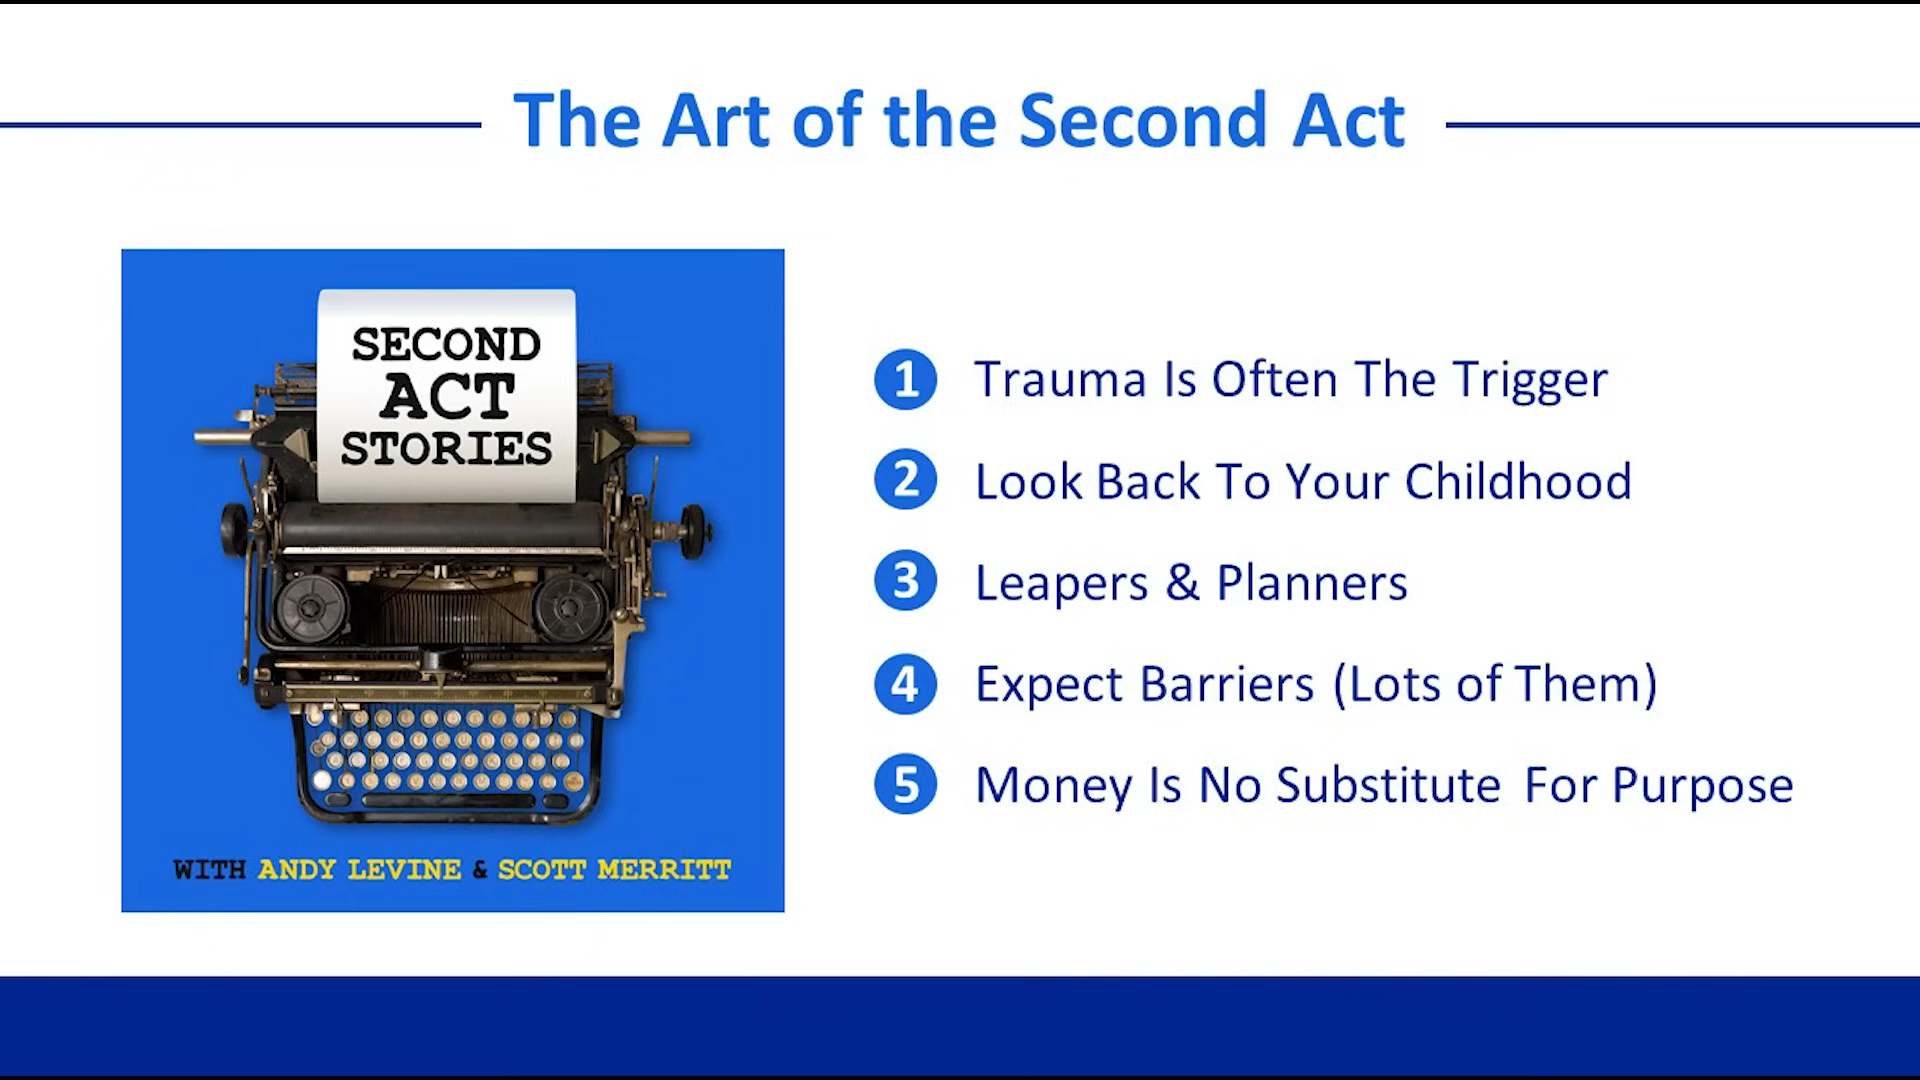 The Art of the Second Act
SECOND
ACT
STORIES
WITH ANDY LEVINE & SCOTT MERRITT
1 Trauma Is Often The Trigger
2 Look Back To Your Childhood
3 Leapers & Planners
4 Expect Barriers (Lots of Them)
5 Money Is No Substitute For Purpose